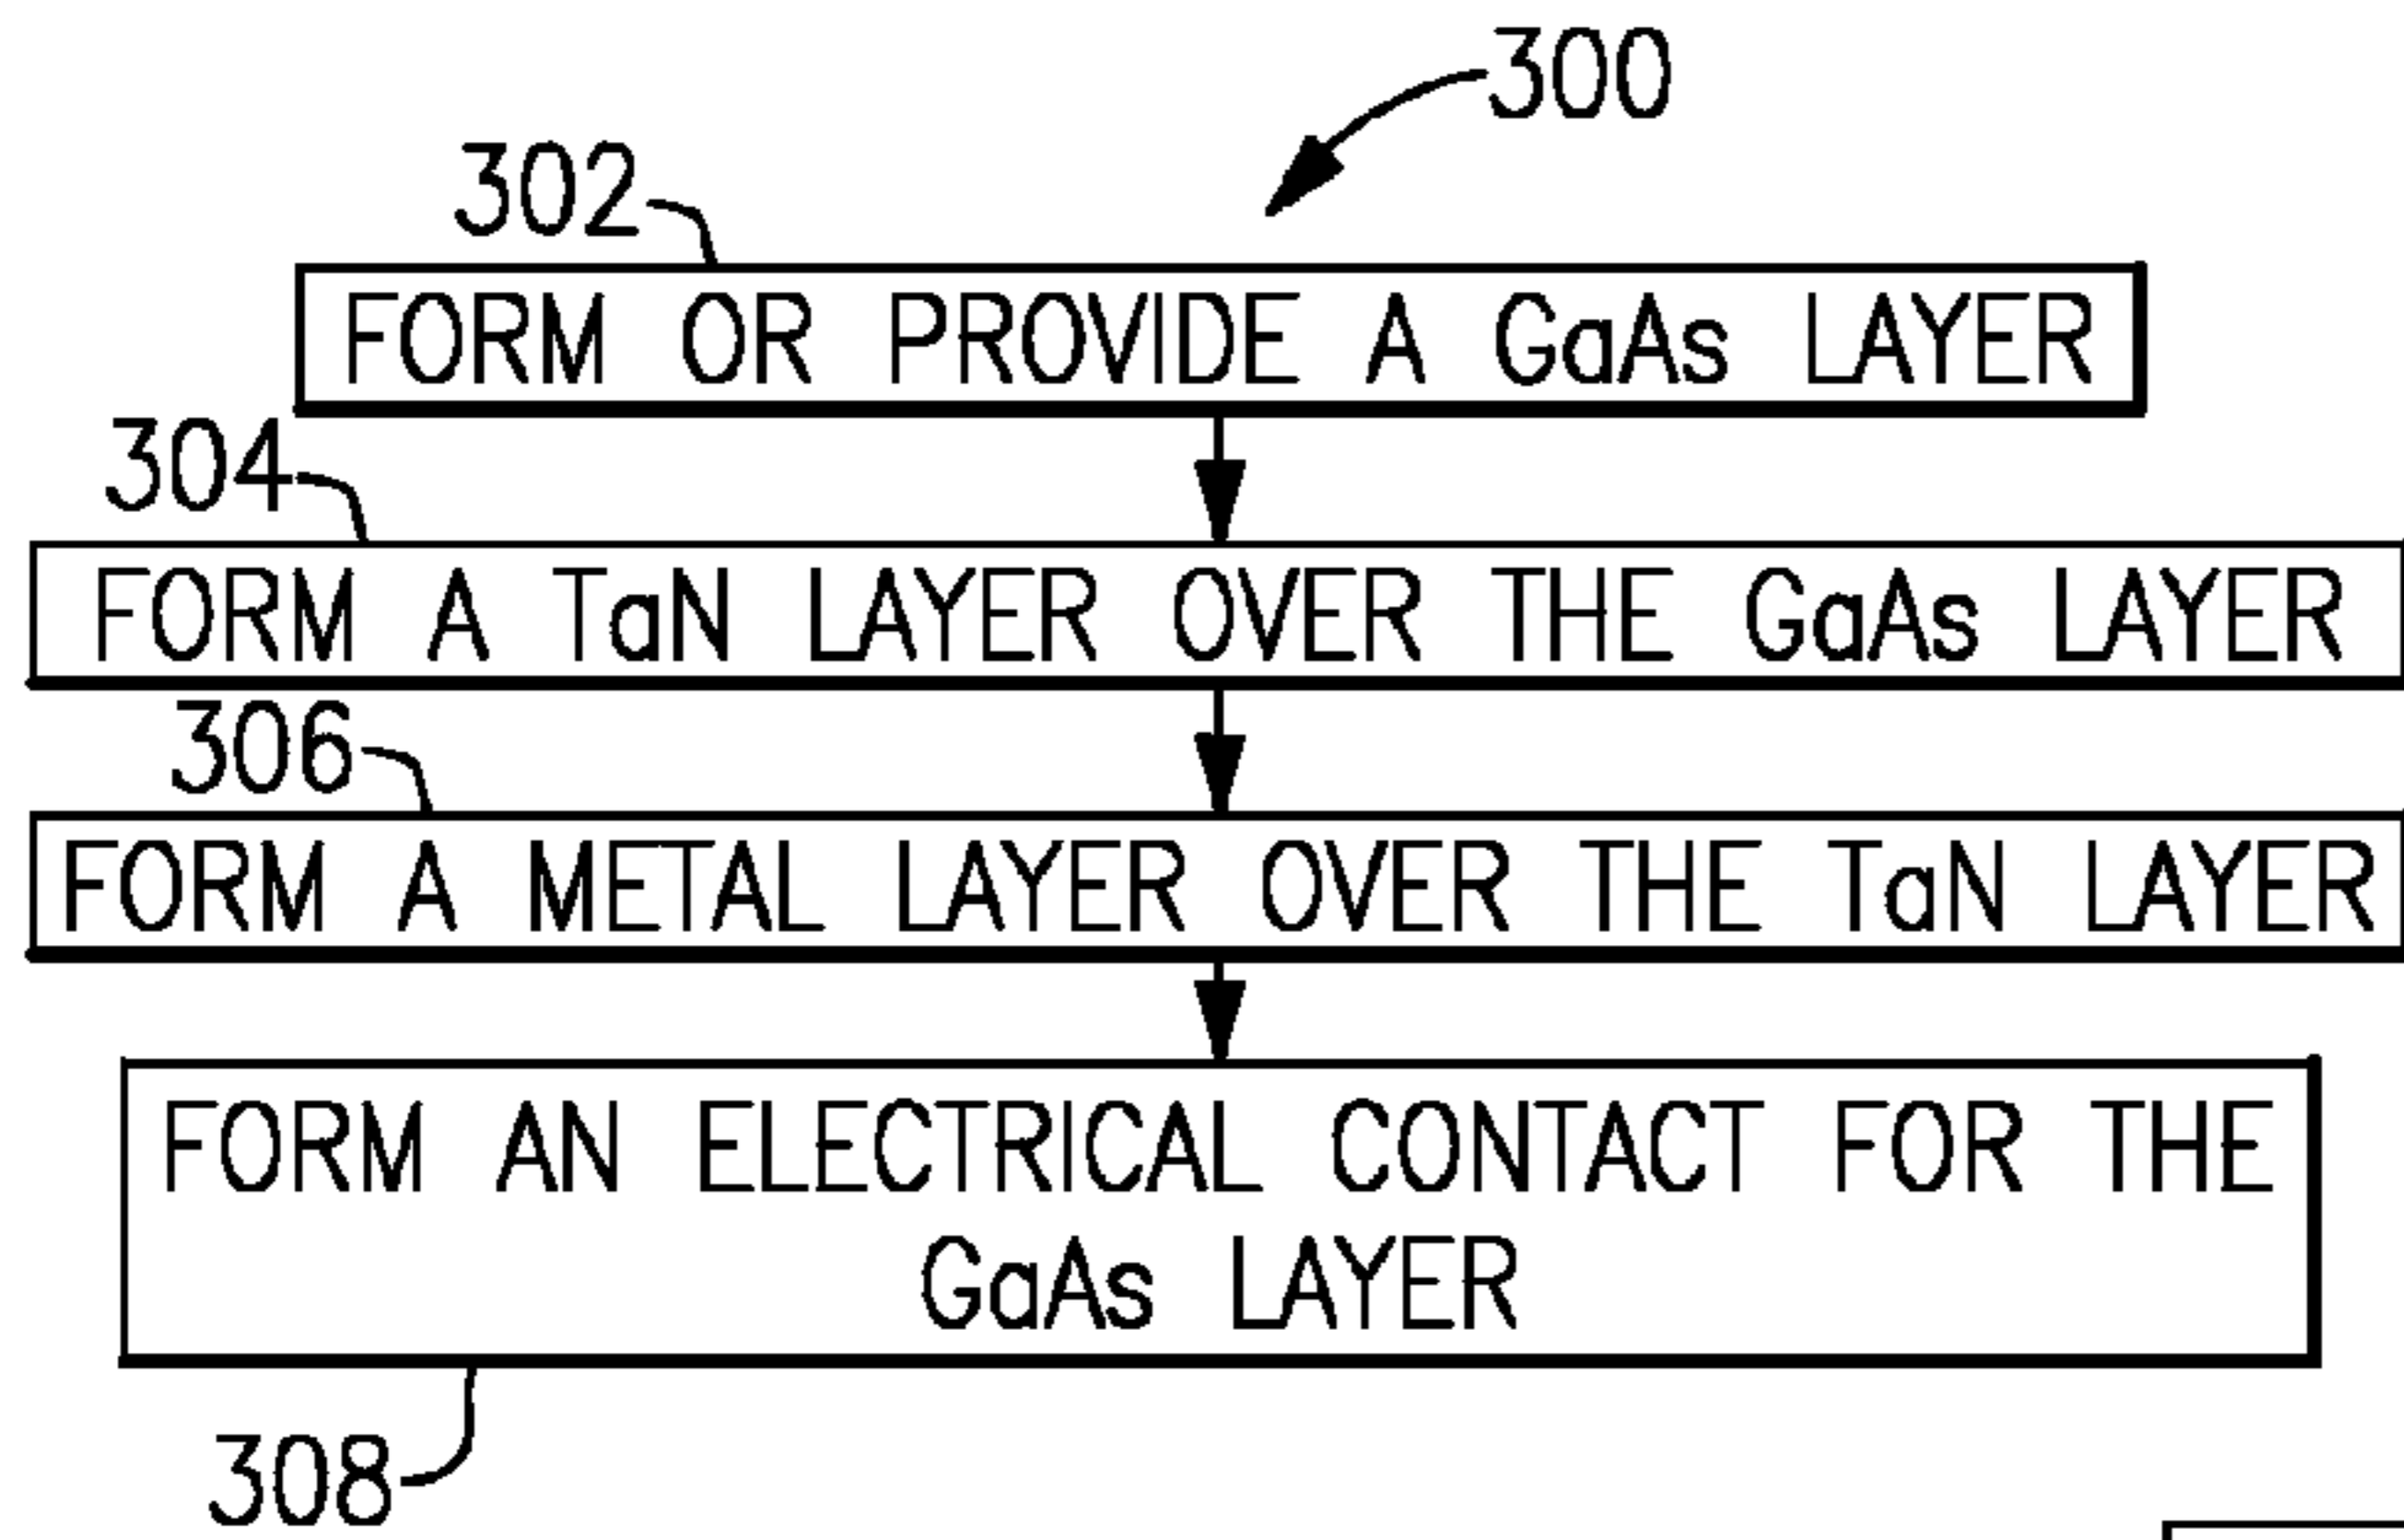 300
302
FORM OR PROVIDE A GaAs LAYER
304
FORM A TaN LAYER OVER THE GaAs LAYER
306
FORM A METAL LAYER OVER THE TaN LAYER
FORM AN ELECTRICAL CONTACT FOR THE
GaAs LAYER
308